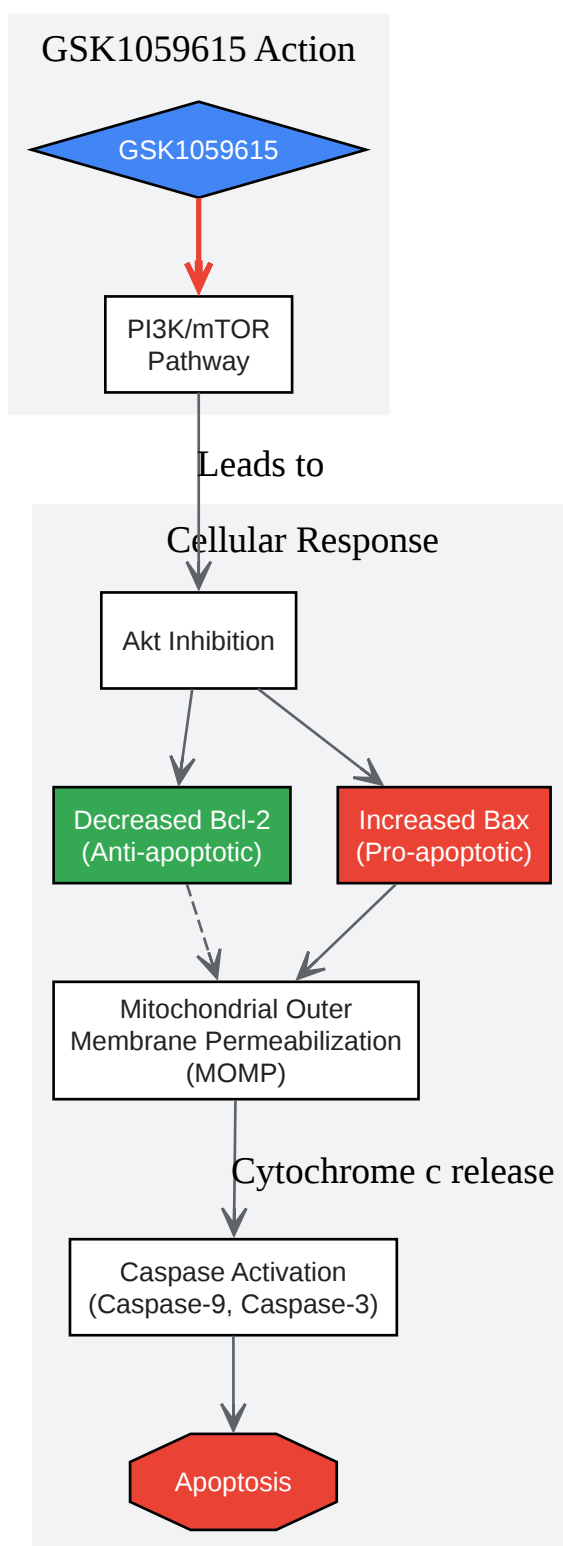 GSK1059615 Action
GSK1059615
PI3K/mTOR
Pathway
Leads to
Cellular Response
Akt Inhibition
Decreased Bcl-2
(Anti-apoptotic)
Increased Bax
(Pro-apoptotic)
Mitochondrial Outer
Membrane Permeabilization
(MOMP)
Cytochrome c release
Caspase Activation
(Caspase-9, Caspase-3)
Apoptosis